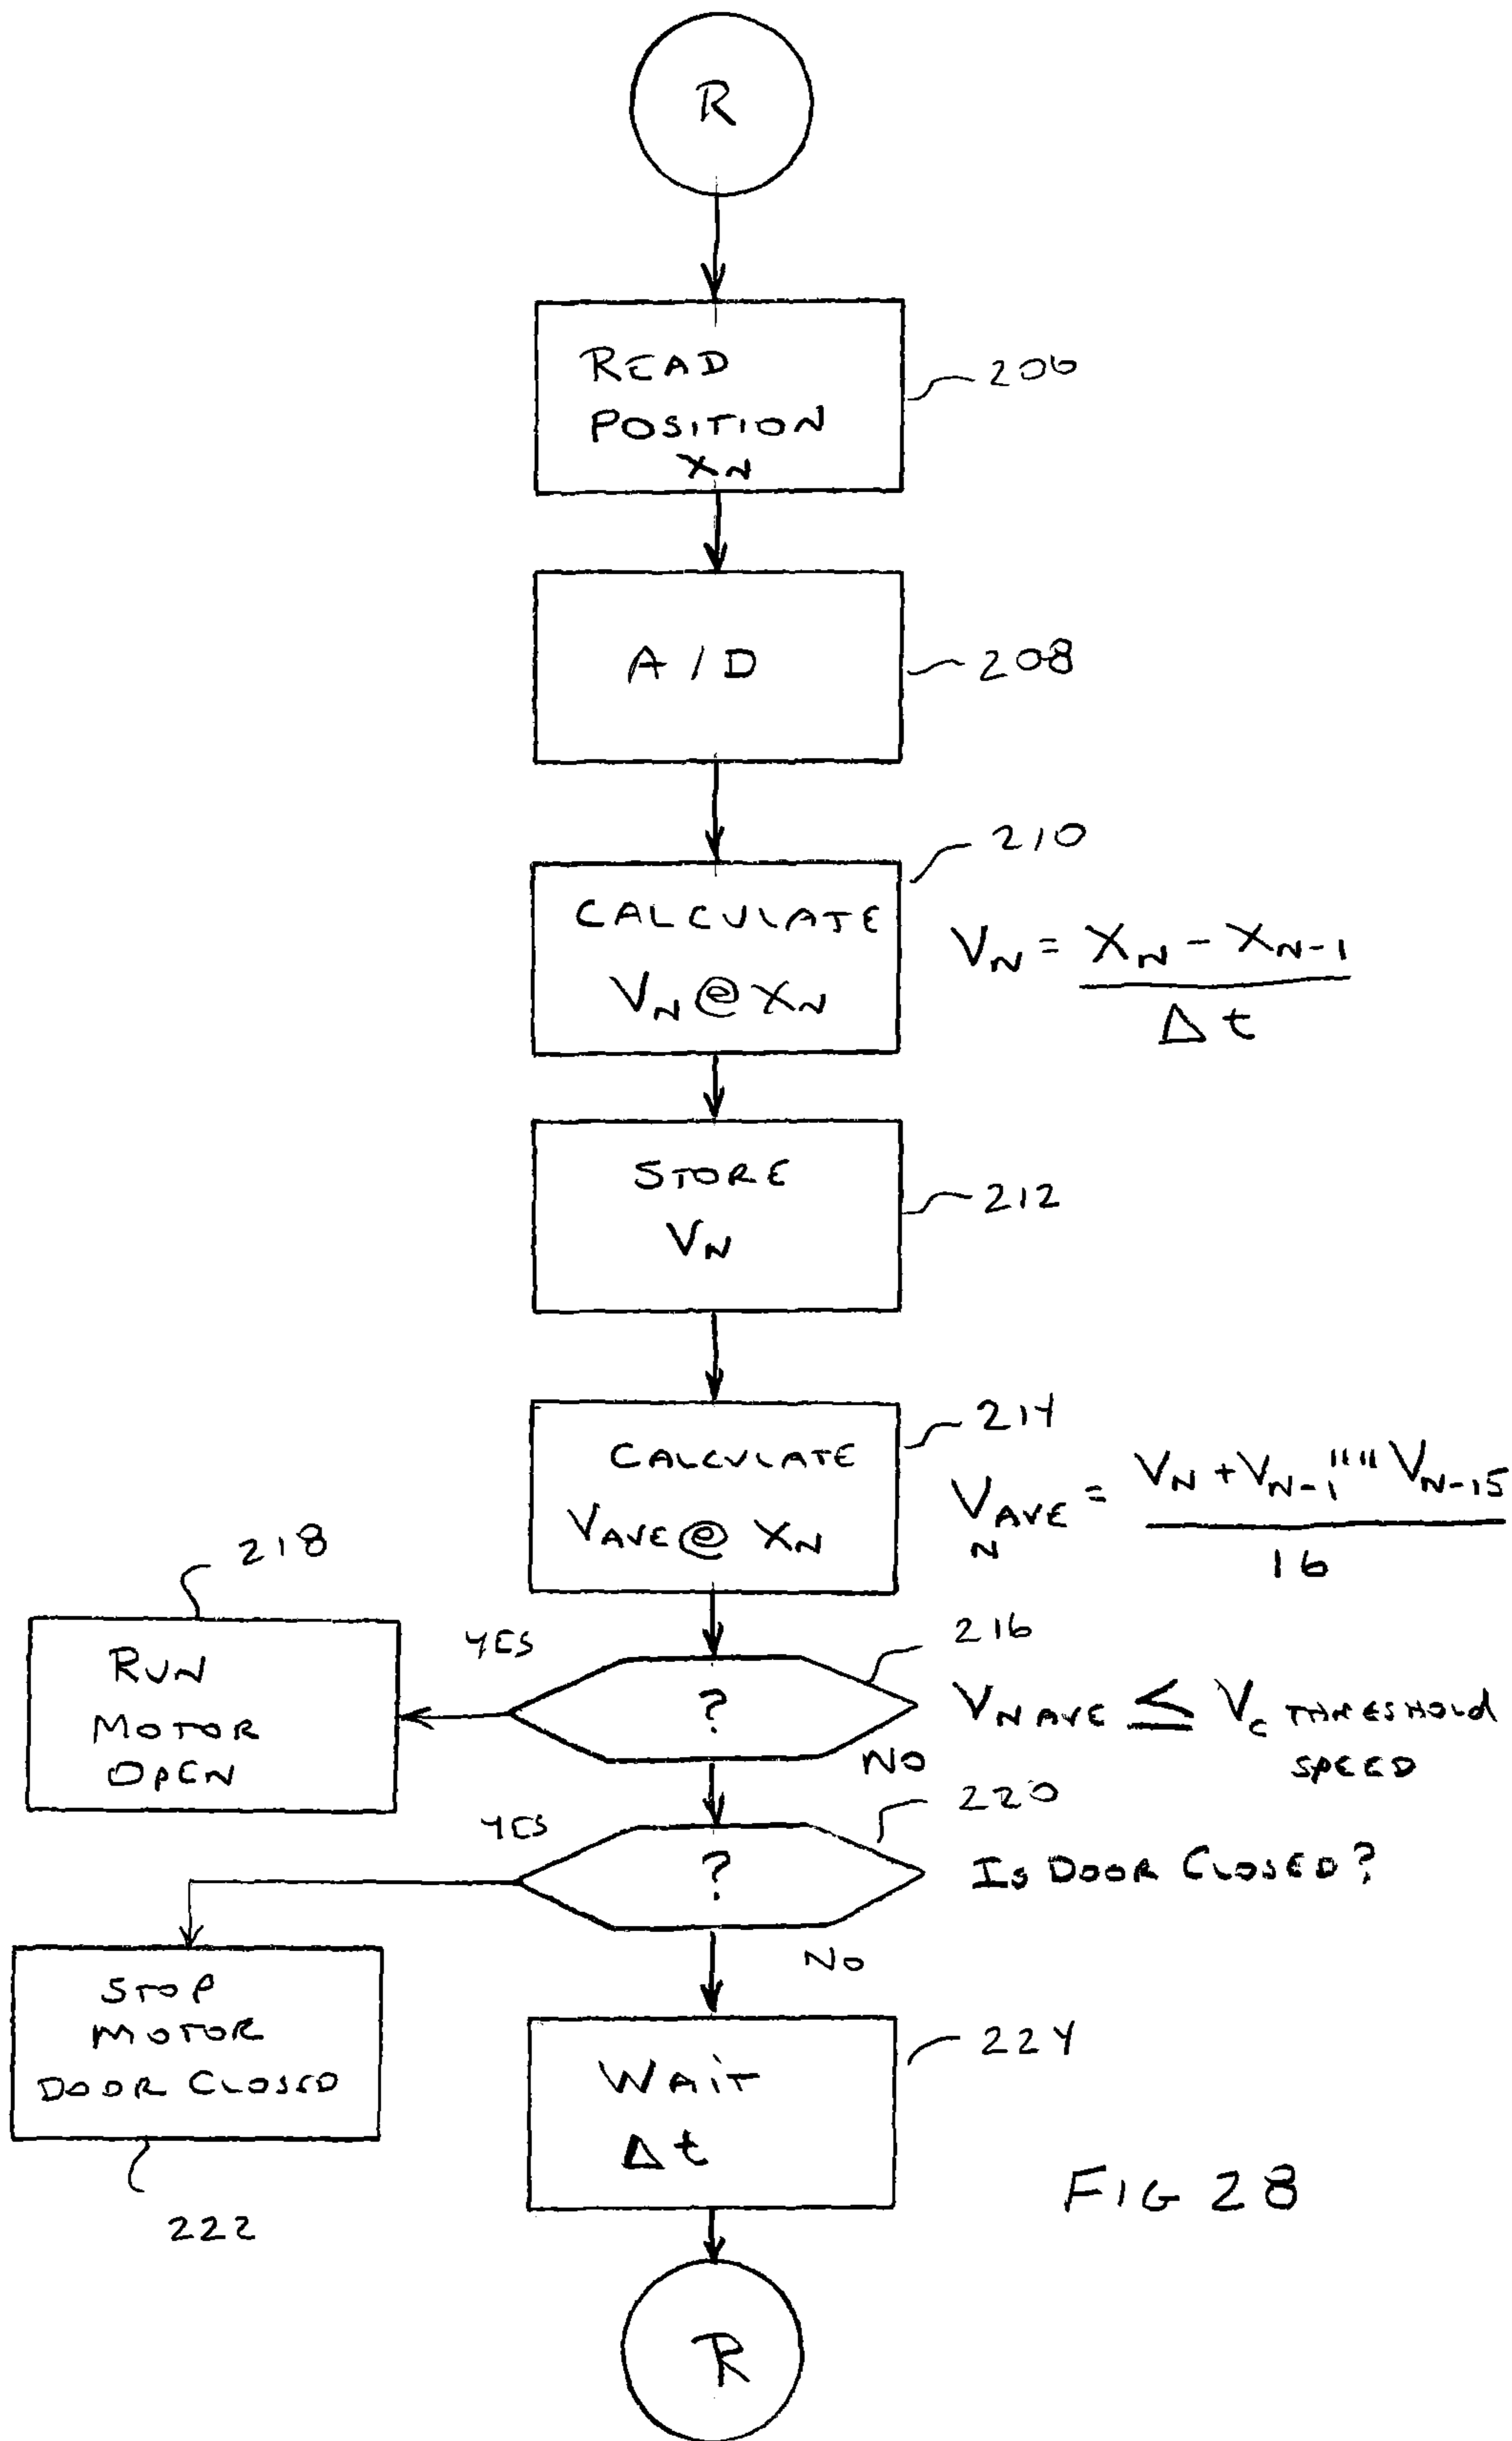 R
READ
POSITION
XN
206
A/D
208
210
CALCULATE
VN @ XN
VN = XN - XN-1
Δt
STORE
VN
212
214
CALCULATE
VAVE @ XN
VAVE = VN + VN-1 '''' VN-15
N
16
218
RUN
MOTOR
OPEN
YES
216
?
VN AVE ≤ VC THRESHOLD
SPEED
NO
220
YES
?
IS DOOR CLOSED?
NO
STOP
MOTOR
DOOR CLOSED
222
WAIT
Δt
224
FIG 28
R